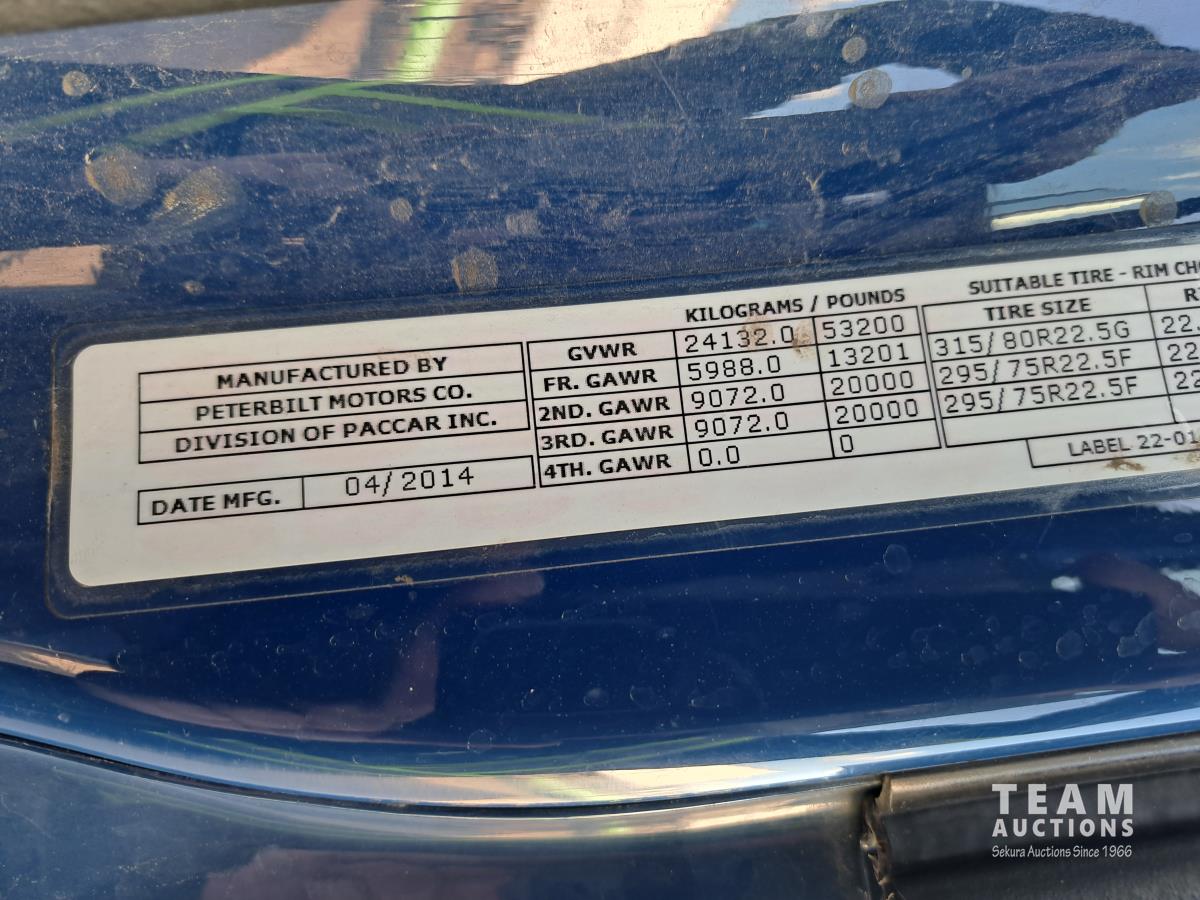 MANUFACTURED BY
PETERBILT MOTORS CO.
DIVISION OF PACCAR INC.
DATE MFG. 04/2014
KILOGRAMS / POUNDS
GVWR 24132.0 53200
FR. GAWR 5988.0 13201
2ND. GAWR 9072.0 20000
3RD. GAWR 9072.0 20000
4TH. GAWR 0.0 0
SUITABLE TIRE - RIM
TIRE SIZE
315/80R22.5G 22.
295/75R22.5F 22
295/75R22.5F 22
LABEL 22-01
TEAM
AUCTIONS
Sekura Auctions Since 1966